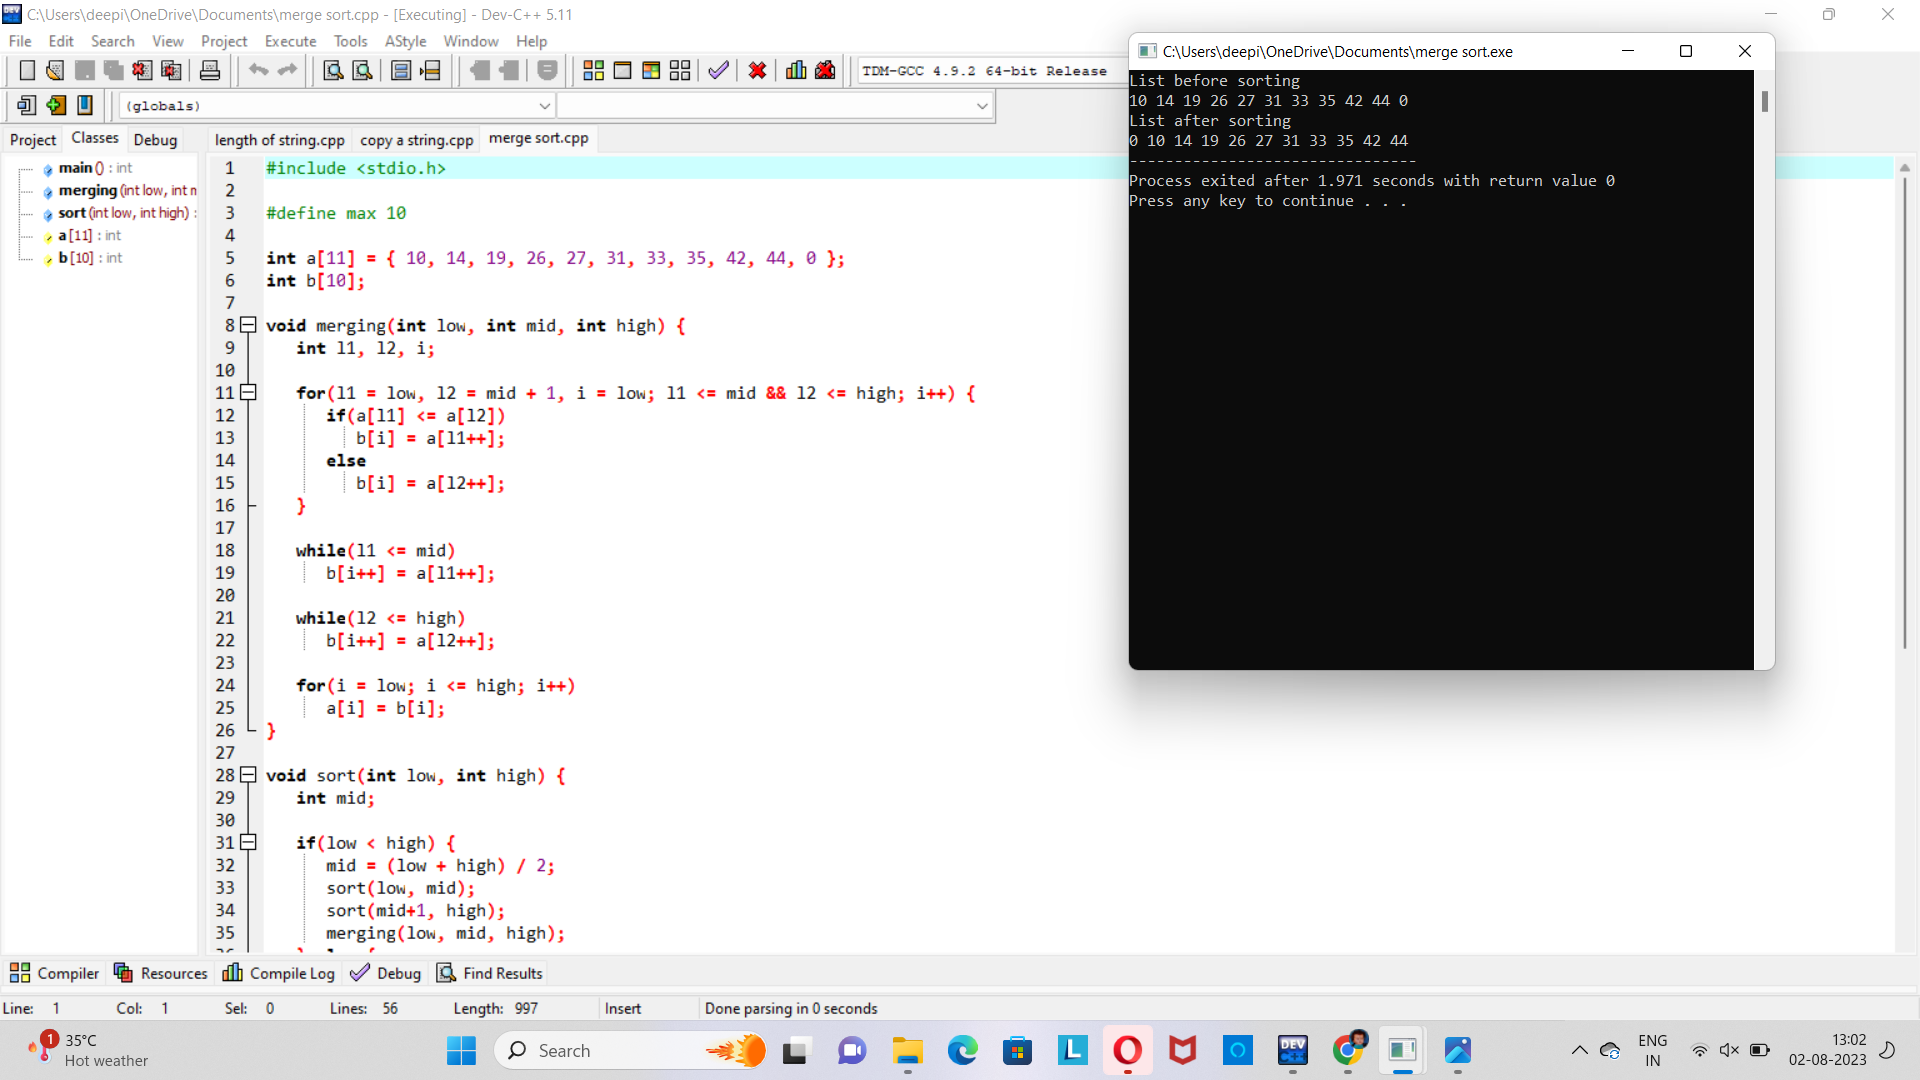 C:\Users\deepi\OneDrive\Documents\merge sort.cpp - [Executing] - Dev-C++ 5.11
File Edit Search View Project Execute Tools AStyle Window Help
TDM-GCC 4.9.2 64-bit Release
(globals)
Project Classes Debug
length of string.cpp copy a string.cpp merge sort.cpp
main () : int
merging (int low, int m
sort (int low, int high) :
a [11] : int
b [10] : int
1 #include <stdio.h>
2
3 #define max 10
4
5 int a[11] = { 10, 14, 19, 26, 27, 31, 33, 35, 42, 44, 0 };
6 int b[10];
7
8 void merging(int low, int mid, int high) {
9 int l1, l2, i;
10
11 for(l1 = low, l2 = mid + 1, i = low; l1 <= mid && l2 <= high; i++) {
12 if(a[l1] <= a[l2])
13 b[i] = a[l1++];
14 else
15 b[i] = a[l2++];
16 }
17
18 while(l1 <= mid)
19 b[i++] = a[l1++];
20
21 while(l2 <= high)
22 b[i++] = a[l2++];
23
24 for(i = low; i <= high; i++)
25 a[i] = b[i];
26 }
27
28 void sort(int low, int high) {
29 int mid;
30
31 if(low < high) {
32 mid = (low + high) / 2;
33 sort(low, mid);
34 sort(mid+1, high);
35 merging(low, mid, high);
C:\Users\deepi\OneDrive\Documents\merge sort.exe
List before sorting
10 14 19 26 27 31 33 35 42 44 0
List after sorting
0 10 14 19 26 27 31 33 35 42 44
--------------------------------
Process exited after 1.971 seconds with return value 0
Press any key to continue . . .
Compiler Resources Compile Log Debug Find Results
Line: 1 Col: 1 Sel: 0 Lines: 56 Length: 997 Insert Done parsing in 0 seconds
1
35°C
Hot weather
Search
L
DEV
C++
ENG
IN
13:02
02-08-2023